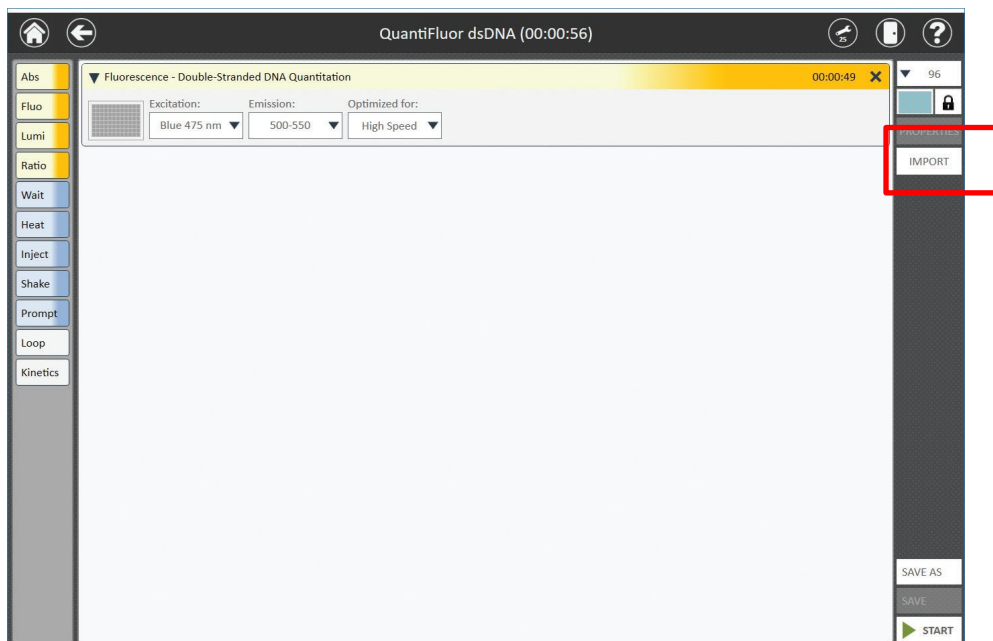 QuantiFluor dsDNA (00:00:56)
25
?
Abs
Fluo
Lumi
Ratio
Wait
Heat
Inject
Shake
Prompt
Loop
Kinetics
Fluorescence - Double-Stranded DNA Quantitation
00:00:49
Excitation:
Emission:
Optimized for:
Blue 475 nm
500-550
High Speed
96
PROPERTIES
IMPORT
SAVE AS
SAVE
START